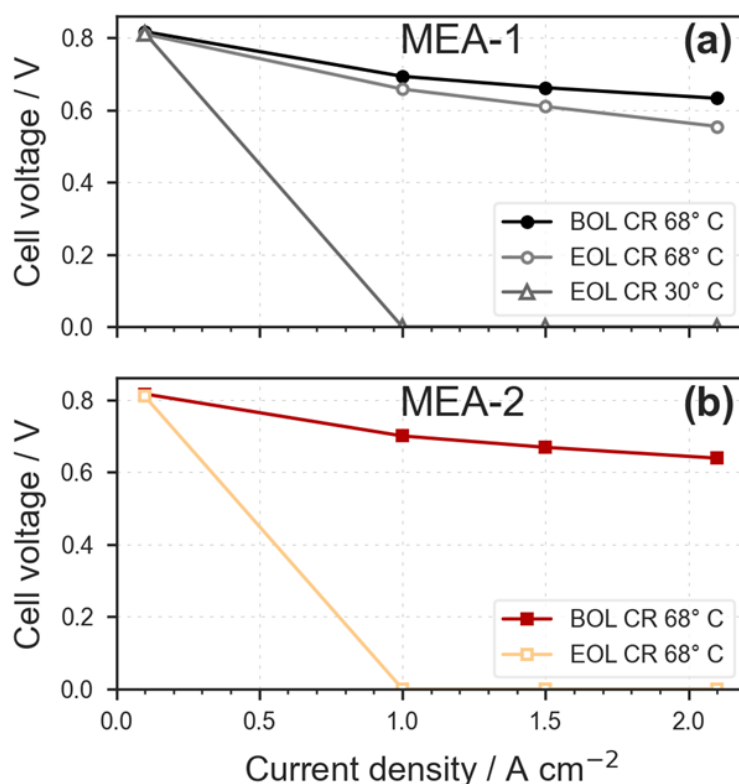 MEA-1
(a)
Cell voltage / V
0.8
0.6
0.4
0.2
0.0
BOL CR 68° C
EOL CR 68° C
EOL CR 30° C
MEA-2
(b)
Cell voltage / V
0.8
0.6
0.4
0.2
0.0
BOL CR 68° C
EOL CR 68° C
0.0 0.5 1.0 1.5 2.0
Current density / A cm⁻²